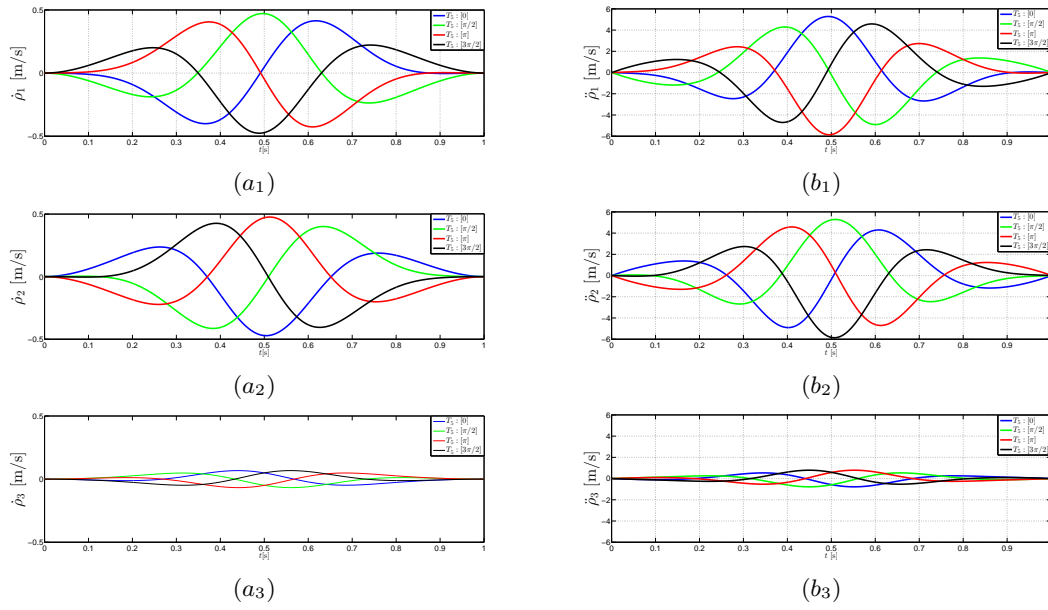 0.5
0
−0.5
ρ̇₁ [m/s]
T₅ : [0]
T₅ : [π/2]
T₅ : [π]
T₅ : [3π/2]
0 0.1 0.2 0.3 0.4 0.5 0.6 0.7 0.8 0.9 1
t[s]
(a₁)
6
4
2
0
−2
−4
−6
ρ̈₁ [m/s]
T₅ : [0]
T₅ : [π/2]
T₅ : [π]
T₅ : [3π/2]
0 0.1 0.2 0.3 0.4 0.5 0.6 0.7 0.8 0.9
t [s]
(b₁)
0.5
0
−0.5
ρ̇₂ [m/s]
T₅ : [0]
T₅ : [π/2]
T₅ : [π]
T₅ : [3π/2]
0 0.1 0.2 0.3 0.4 0.5 0.6 0.7 0.8 0.9 1
t[s]
(a₂)
6
4
2
0
−2
−4
−6
ρ̈₂ [m/s]
T₅ : [0]
T₅ : [π/2]
T₅ : [π]
T₅ : [3π/2]
0 0.1 0.2 0.3 0.4 0.5 0.6 0.7 0.8 0.9
t [s]
(b₂)
0.5
0
−0.5
ρ̇₃ [m/s]
T₅ : [0]
T₅ : [π/2]
T₅ : [π]
T₅ : [3π/2]
0 0.1 0.2 0.3 0.4 0.5 0.6 0.7 0.8 0.9 1
t[s]
(a₃)
6
4
2
0
−2
−4
−6
ρ̈₃ [m/s]
T₅ : [0]
T₅ : [π/2]
T₅ : [π]
T₅ : [3π/2]
0 0.1 0.2 0.3 0.4 0.5 0.6 0.7 0.8 0.9
t [s]
(b₃)